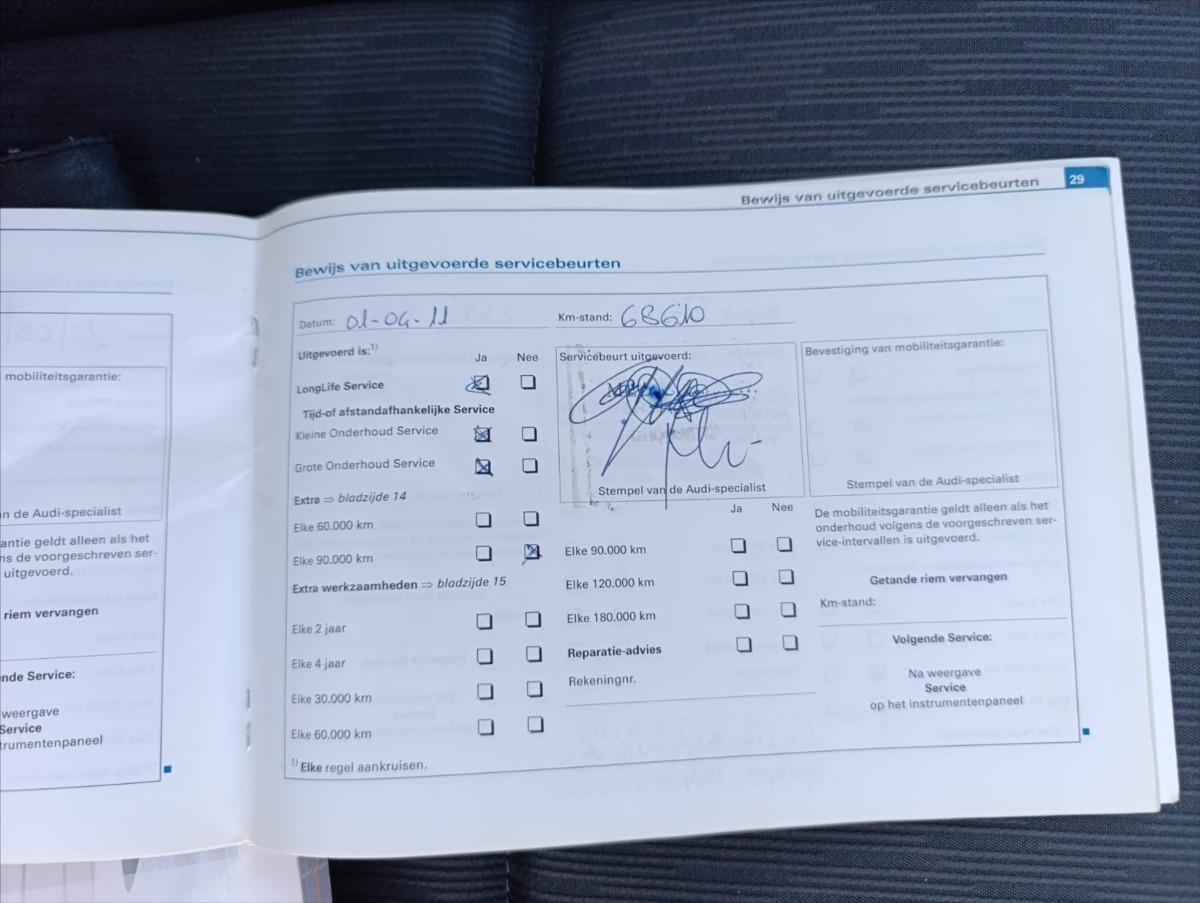 Bewijs van uitgevoerde servicebeurten 29
Bewijs van uitgevoerde servicebeurten
Datum: 01-04-11 Km-stand: 68610
Uitgevoerd is:1) Ja Nee
LongLife Service
Tijd-of afstandafhankelijke Service
Kleine Onderhoud Service
Grote Onderhoud Service
Extra ⇒ bladzijde 14
Elke 60.000 km
Elke 90.000 km
Extra werkzaamheden ⇒ bladzijde 15
Elke 2 jaar
Elke 4 jaar
Elke 30.000 km
Elke 60.000 km
1) Elke regel aankruisen.
Servicebeurt uitgevoerd:
Stempel van de Audi-specialist
Ja Nee
Elke 90.000 km
Elke 120.000 km
Elke 180.000 km
Reparatie-advies
Rekeningnr.
Bevestiging van mobiliteitsgarantie:
Stempel van de Audi-specialist
De mobiliteitsgarantie geldt alleen als het
onderhoud volgens de voorgeschreven ser-
vice-intervallen is uitgevoerd.
Getande riem vervangen
Km-stand:
Volgende Service:
Na weergave
Service
op het instrumentenpaneel
mobiliteitsgarantie:
n de Audi-specialist
antie geldt alleen als het
ns de voorgeschreven ser-
uitgevoerd.
riem vervangen
nde Service:
weergave
Service
trumentenpaneel